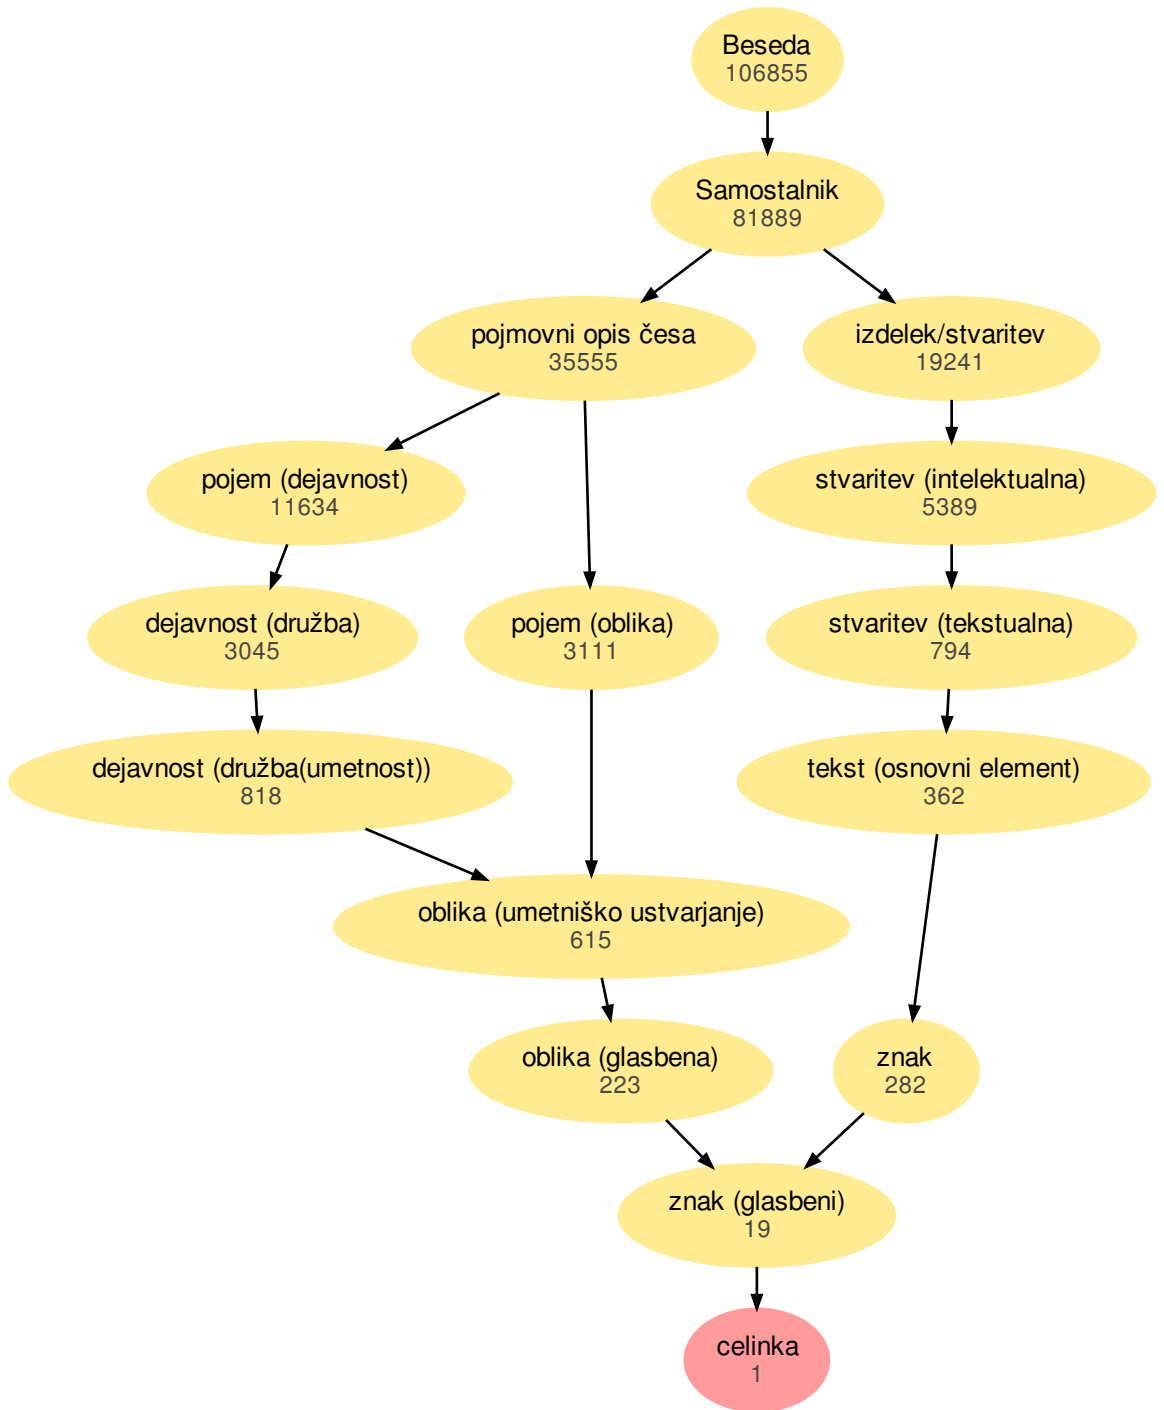 Beseda
106855
Samostalnik
81889
pojmovni opis česa
35555
izdelek/stvaritev
19241
pojem (dejavnost)
11634
stvaritev (intelektualna)
5389
dejavnost (družba)
3045
pojem (oblika)
3111
stvaritev (tekstualna)
794
dejavnost (družba(umetnost))
818
tekst (osnovni element)
362
oblika (umetniško ustvarjanje)
615
oblika (glasbena)
223
znak
282
znak (glasbeni)
19
celinka
1